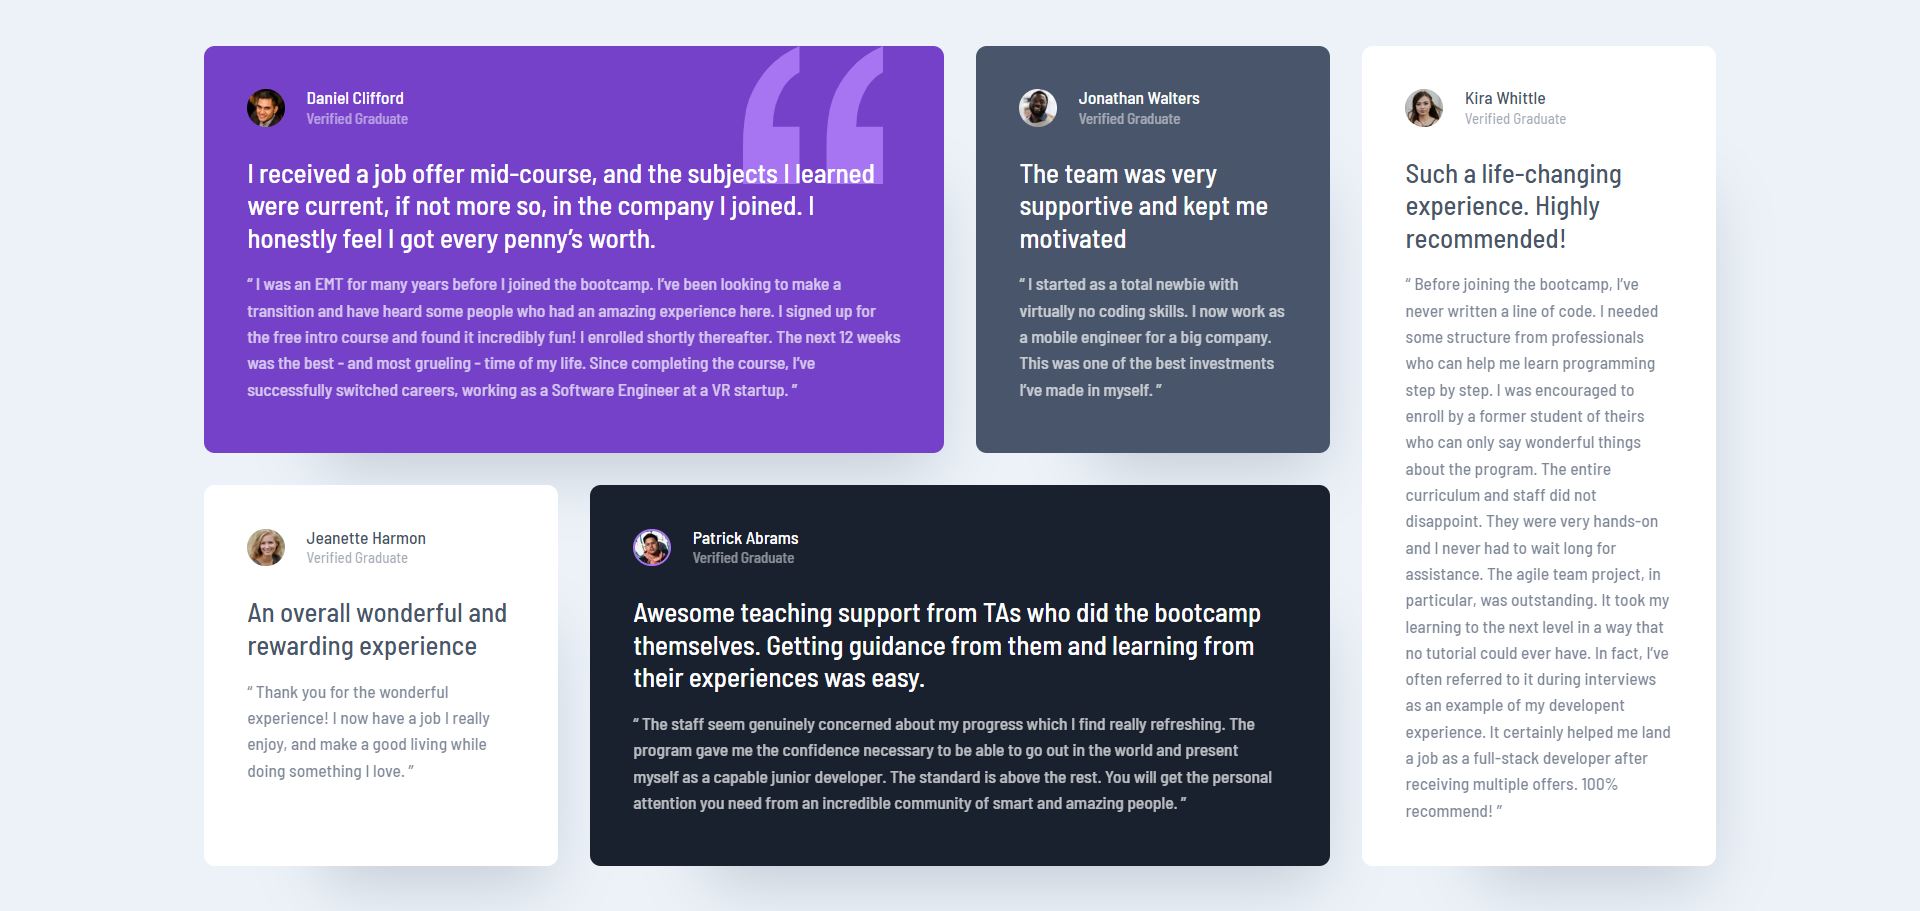 Daniel Clifford
Verified Graduate
I received a job offer mid-course, and the subjects I learned
were current, if not more so, in the company I joined. I
honestly feel I got every penny’s worth.
“ I was an EMT for many years before I joined the bootcamp. I’ve been looking to make a
transition and have heard some people who had an amazing experience here. I signed up for
the free intro course and found it incredibly fun! I enrolled shortly thereafter. The next 12 weeks
was the best - and most grueling - time of my life. Since completing the course, I’ve
successfully switched careers, working as a Software Engineer at a VR startup. ”
Jonathan Walters
Verified Graduate
The team was very
supportive and kept me
motivated
“ I started as a total newbie with
virtually no coding skills. I now work as
a mobile engineer for a big company.
This was one of the best investments
I’ve made in myself. ”
Kira Whittle
Verified Graduate
Such a life-changing
experience. Highly
recommended!
“ Before joining the bootcamp, I’ve
never written a line of code. I needed
some structure from professionals
who can help me learn programming
step by step. I was encouraged to
enroll by a former student of theirs
who can only say wonderful things
about the program. The entire
curriculum and staff did not
disappoint. They were very hands-on
and I never had to wait long for
assistance. The agile team project, in
particular, was outstanding. It took my
learning to the next level in a way that
no tutorial could ever have. In fact, I’ve
often referred to it during interviews
as an example of my developent
experience. It certainly helped me land
a job as a full-stack developer after
receiving multiple offers. 100%
recommend! ”
Jeanette Harmon
Verified Graduate
An overall wonderful and
rewarding experience
“ Thank you for the wonderful
experience! I now have a job I really
enjoy, and make a good living while
doing something I love. ”
Patrick Abrams
Verified Graduate
Awesome teaching support from TAs who did the bootcamp
themselves. Getting guidance from them and learning from
their experiences was easy.
“ The staff seem genuinely concerned about my progress which I find really refreshing. The
program gave me the confidence necessary to be able to go out in the world and present
myself as a capable junior developer. The standard is above the rest. You will get the personal
attention you need from an incredible community of smart and amazing people. ”